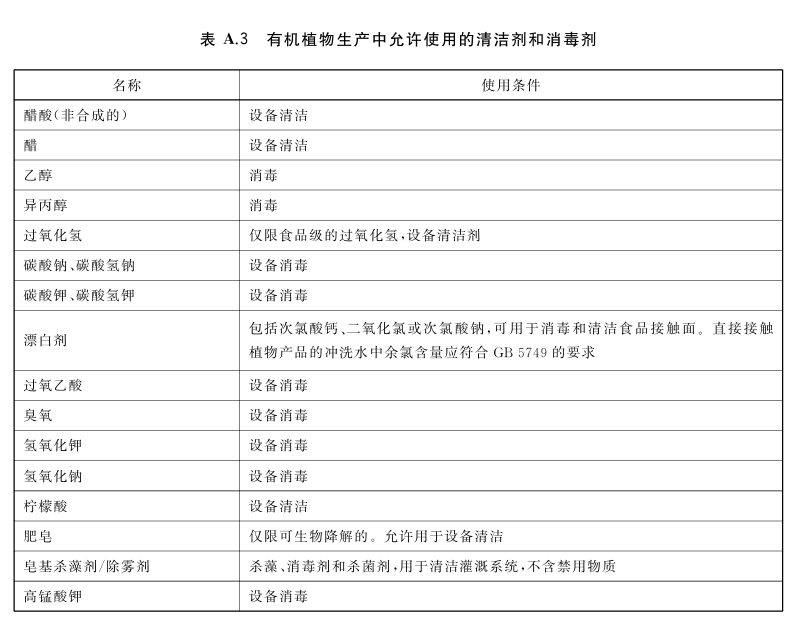 表 A.3 有机植物生产中允许使用的清洁剂和消毒剂
名称 使用条件
醋酸(非合成的) 设备清洁
醋 设备清洁
乙醇 消毒
异丙醇 消毒
过氧化氢 仅限食品级的过氧化氢,设备清洁剂
碳酸钠、碳酸氢钠 设备消毒
碳酸钾、碳酸氢钾 设备消毒
漂白剂 包括次氯酸钙、二氧化氯或次氯酸钠,可用于消毒和清洁食品接触面。直接接触
植物产品的冲洗水中余氯含量应符合 GB 5749 的要求
过氧乙酸 设备消毒
臭氧 设备消毒
氢氧化钾 设备消毒
氢氧化钠 设备消毒
柠檬酸 设备清洁
肥皂 仅限可生物降解的。允许用于设备清洁
皂基杀藻剂/除雾剂 杀藻、消毒剂和杀菌剂,用于清洁灌溉系统,不含禁用物质
高锰酸钾 设备消毒